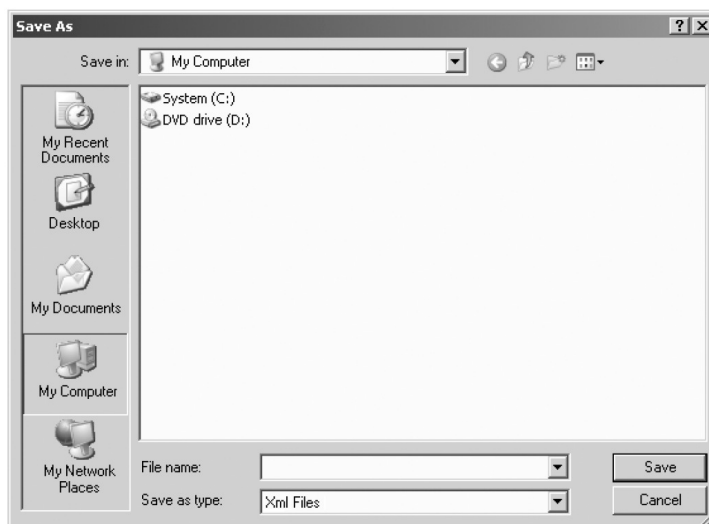 Save As
Save in:
My Computer
My Recent
Documents
Desktop
My Documents
My Computer
My Network
Places
System (C:)
DVD drive (D:)
File name:
Save
Save as type:
Xml Files
Cancel